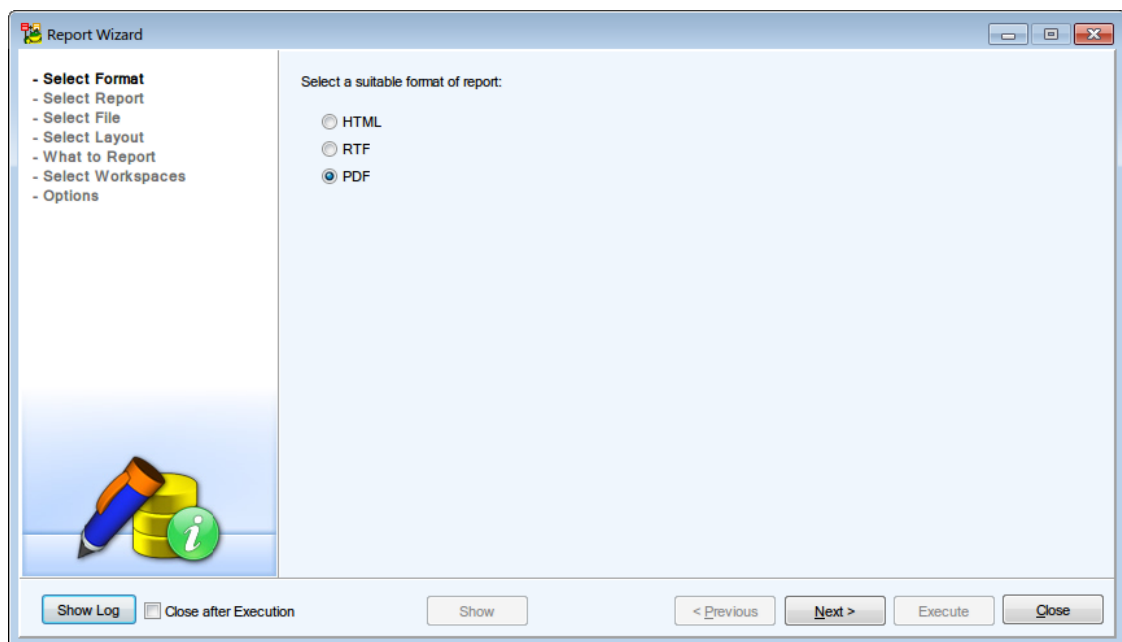 Report Wizard
- Select Format
- Select Report
- Select File
- Select Layout
- What to Report
- Select Workspaces
- Options
Select a suitable format of report:
HTML
RTF
PDF
Show Log Close after Execution Show < Previous Next > Execute Close